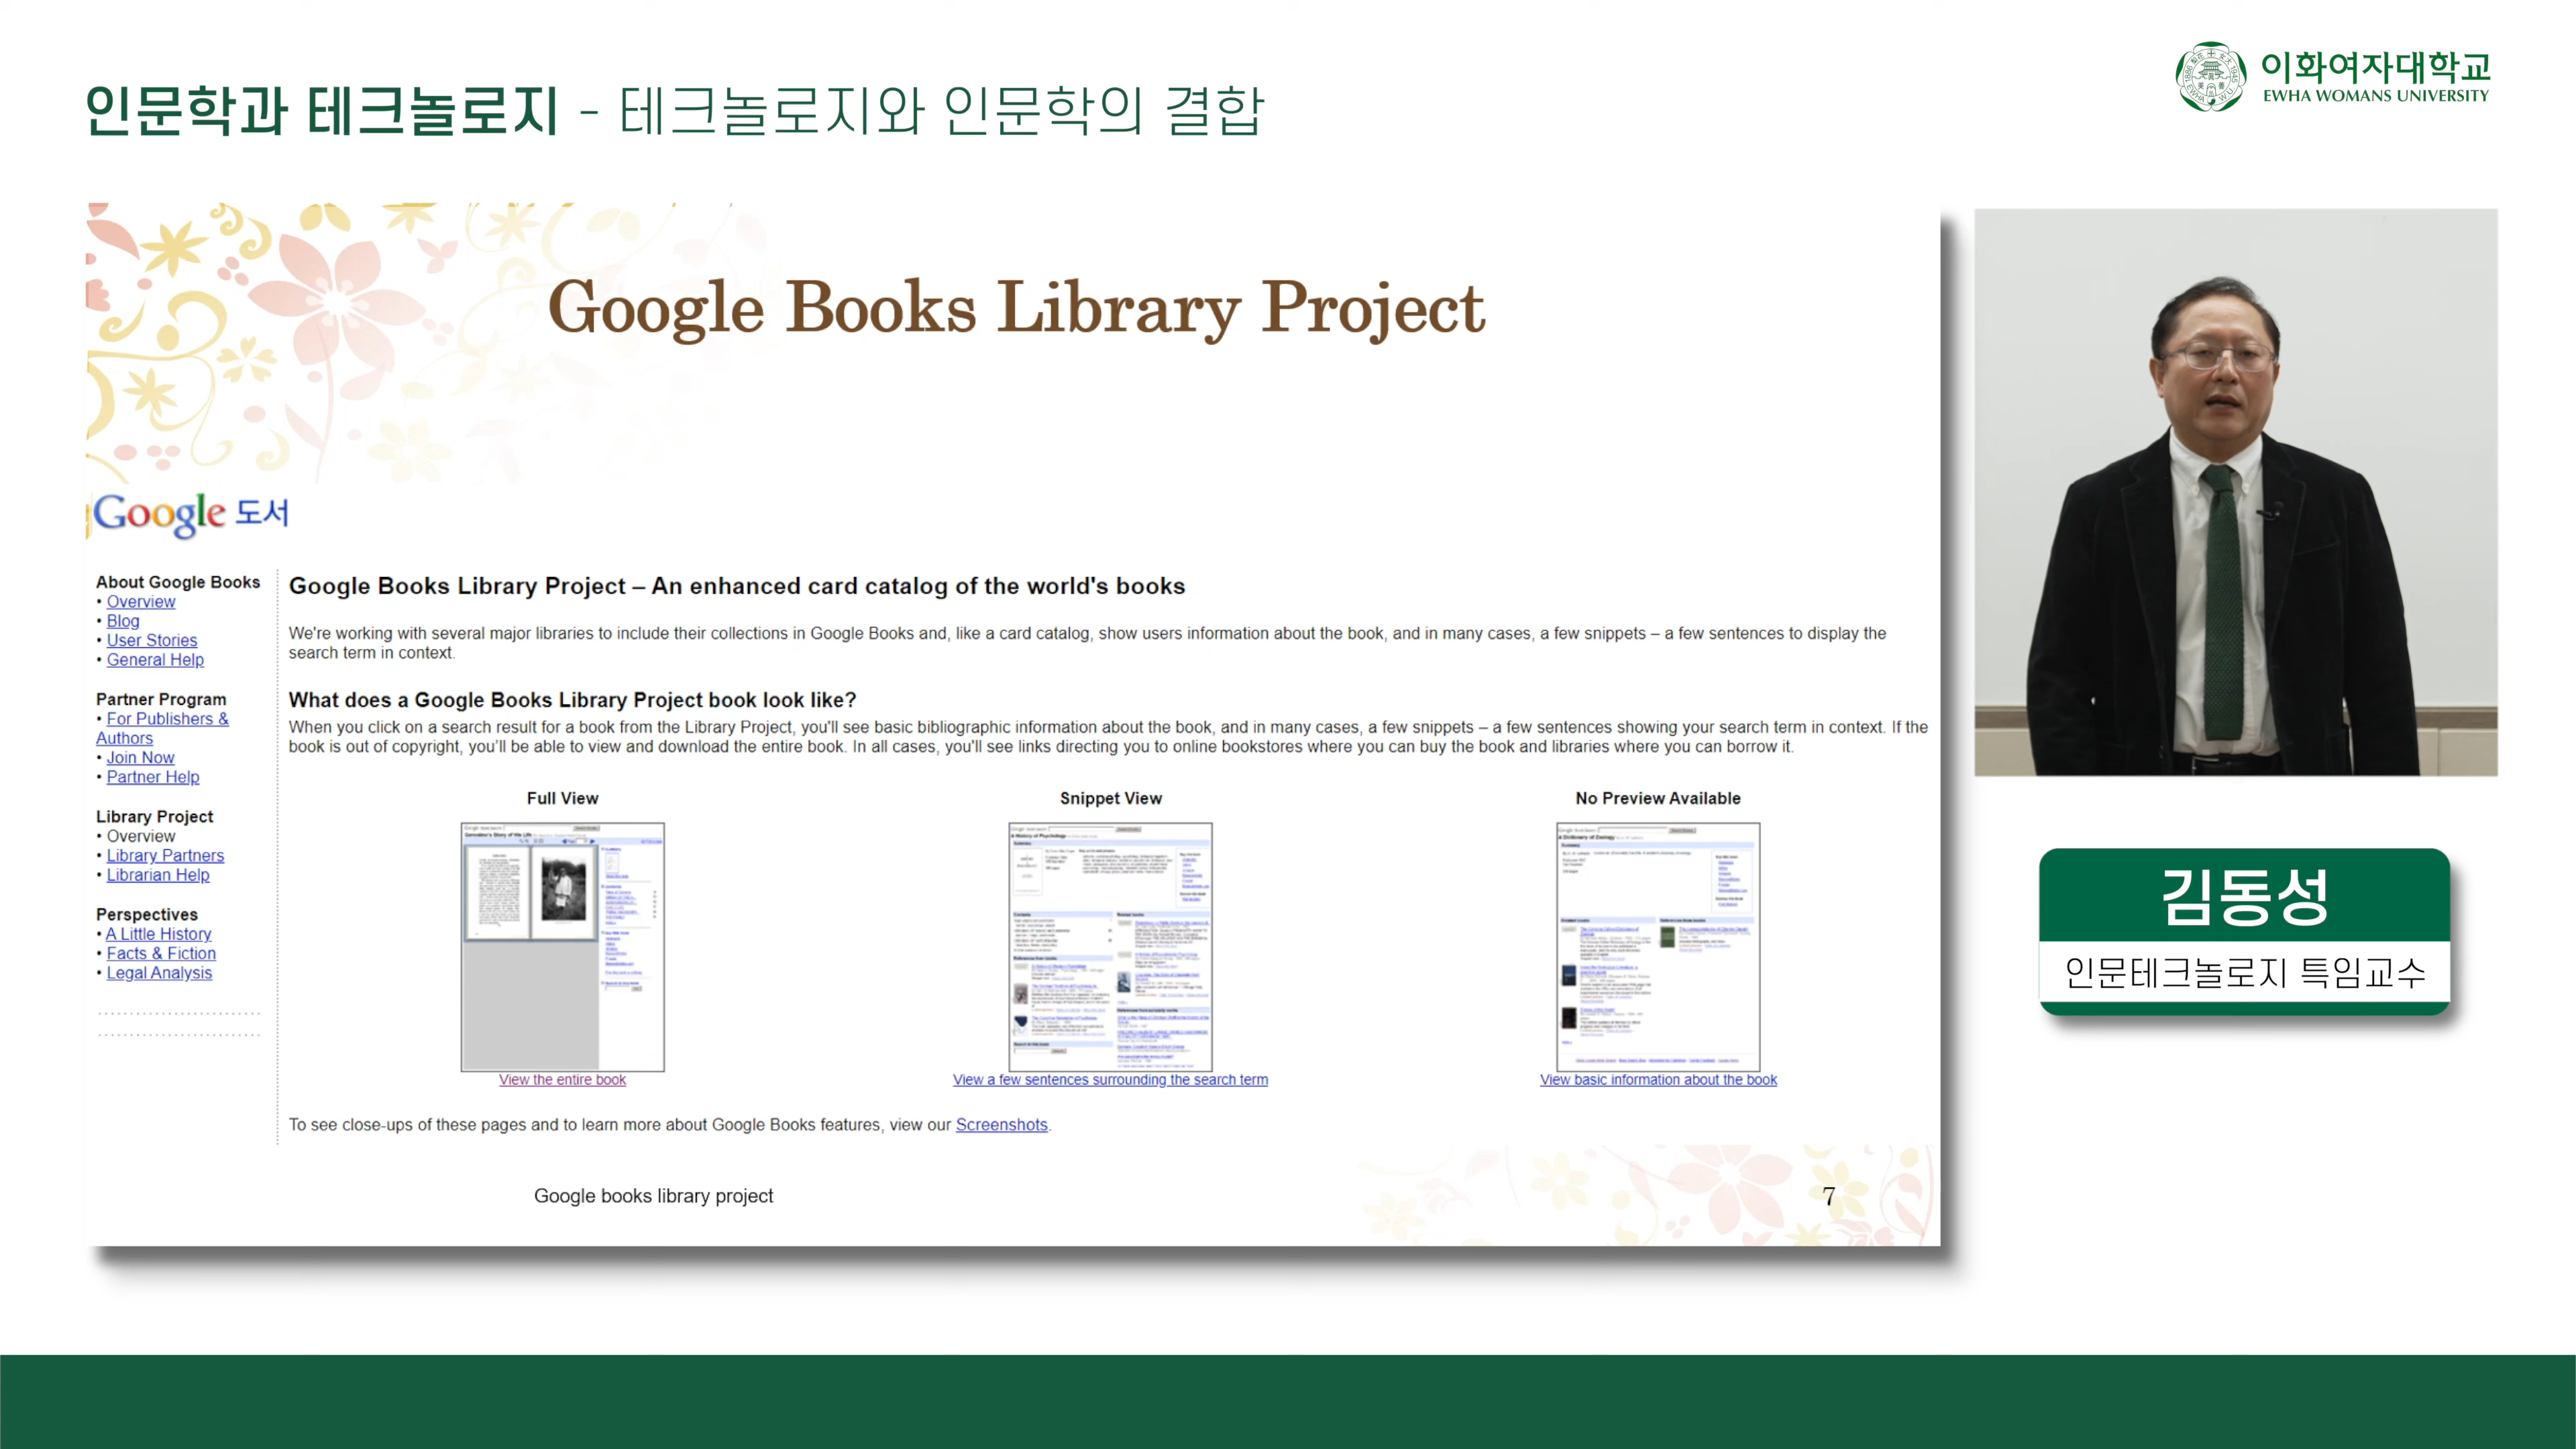 인문학과 테크놀로지 - 테크놀로지와 인문학의 결합
이화여자대학교
EWHA WOMANS UNIVERSITY
Google Books Library Project
Google 도서
About Google Books
• Overview
• Blog
• User Stories
• General Help
Partner Program
• For Publishers &
Authors
• Join Now
• Partner Help
Library Project
• Overview
• Library Partners
• Librarian Help
Perspectives
• A Little History
• Facts & Fiction
• Legal Analysis
Google Books Library Project – An enhanced card catalog of the world's books
We're working with several major libraries to include their collections in Google Books and, like a card catalog, show users information about the book, and in many cases, a few snippets – a few sentences to display the
search term in context.
What does a Google Books Library Project book look like?
When you click on a search result for a book from the Library Project, you'll see basic bibliographic information about the book, and in many cases, a few snippets – a few sentences showing your search term in context. If the
book is out of copyright, you'll be able to view and download the entire book. In all cases, you'll see links directing you to online bookstores where you can buy the book and libraries where you can borrow it.
Full View
Snippet View
No Preview Available
View the entire book
View a few sentences surrounding the search term
View basic information about the book
To see close-ups of these pages and to learn more about Google Books features, view our Screenshots.
Google books library project
7
김동성
인문테크놀로지 특임교수